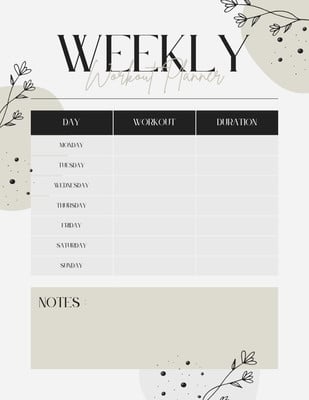 WEEKLY
Workout Planner
DAY WORKOUT DURATION
MONDAY
TUESDAY
WEDNESDAY
THURSDAY
FRIDAY
SATURDAY
SUNDAY
NOTES :